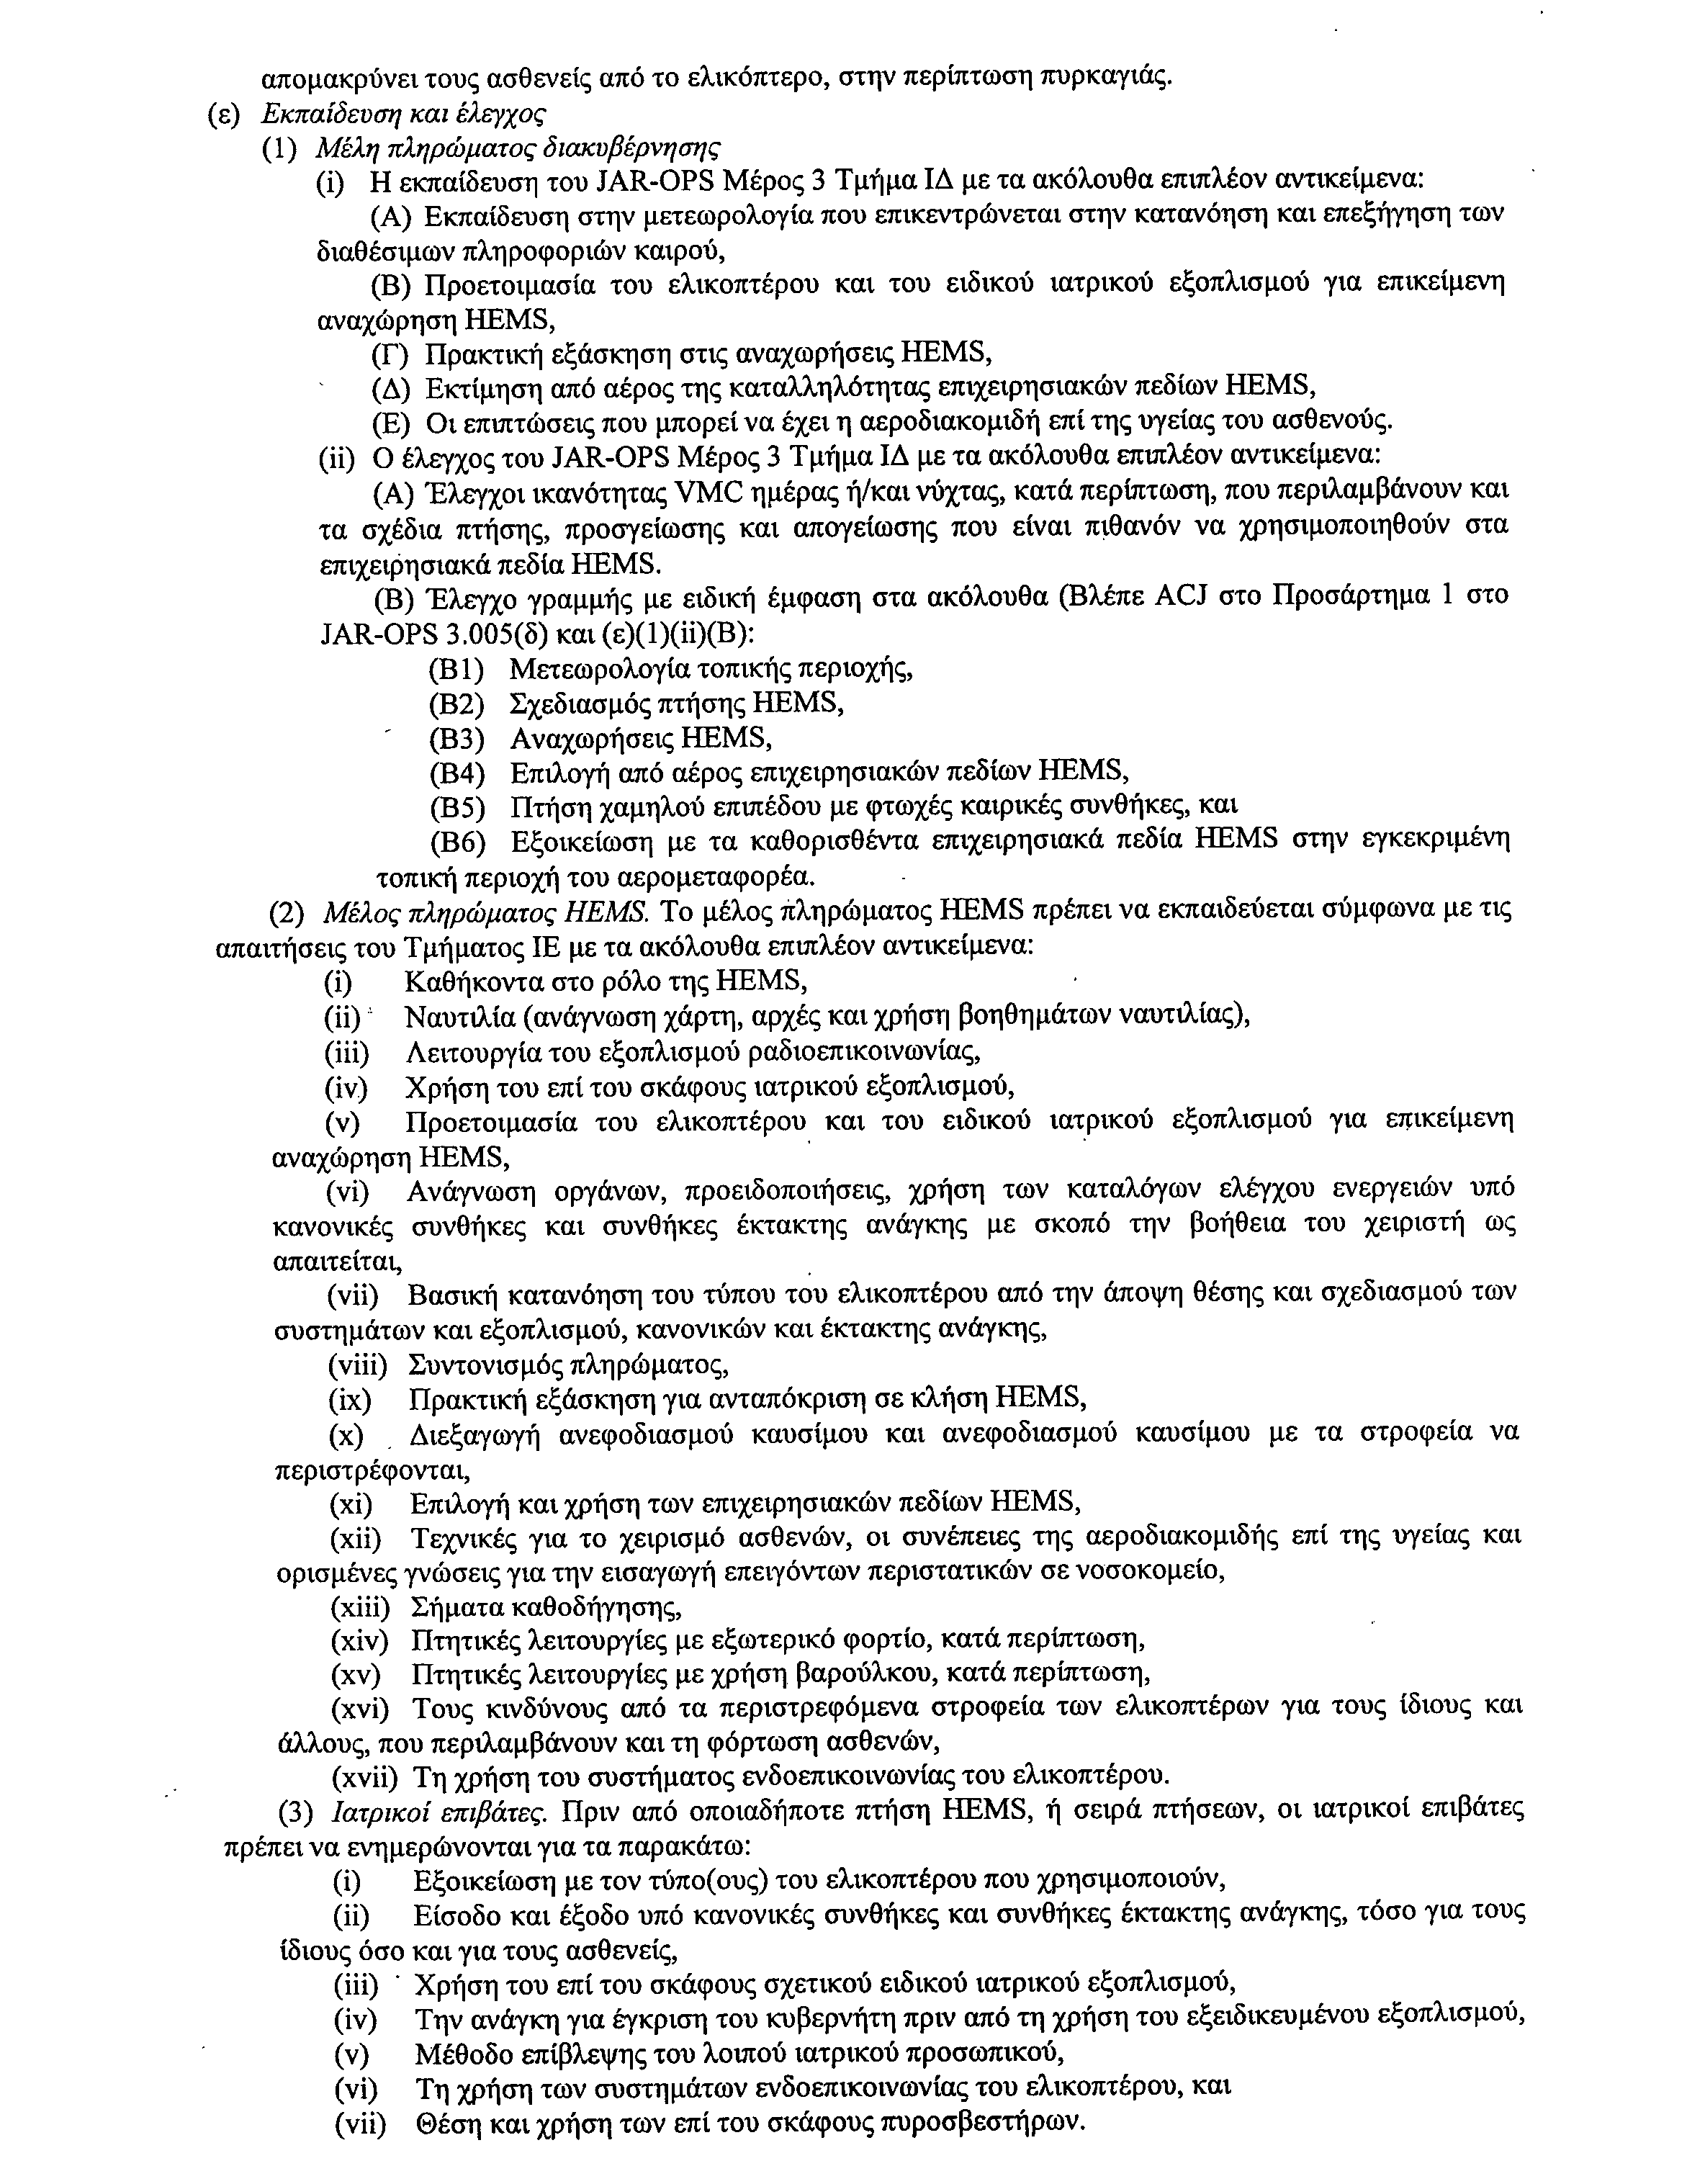 απομακρύνει τους ασθενείς από το ελικόπτερο, στην περίπτωση πυρκαγιάς.
(ε) Εκπαίδευση και έλεγχος
(1) Μέλη πληρώματος διακυβέρνησης
(i) Η εκπαίδευση του JAR-OPS Μέρος 3 Τμήμα ΙΔ με τα ακόλουθα επιπλέον αντικείμενα:
(Α) Εκπαίδευση στην μετεωρολογία που επικεντρώνεται στην κατανόηση και επεξήγηση των
διαθέσιμων πληροφοριών καιρού,
(Β) Προετοιμασία του ελικοπτέρου και του ειδικού ιατρικού εξοπλισμού για επικείμενη
αναχώρηση HEMS,
(Γ) Πρακτική εξάσκηση στις αναχωρήσεις HEMS,
(Δ) Εκτίμηση από αέρος της καταλληλότητας επιχειρησιακών πεδίων HEMS,
(Ε) Οι επιπτώσεις που μπορεί να έχει η αεροδιακομιδή επί της υγείας του ασθενούς.
(ii) Ο έλεγχος του JAR-OPS Μέρος 3 Τμήμα ΙΔ με τα ακόλουθα επιπλέον αντικείμενα:
(Α) Έλεγχοι ικανότητας VMC ημέρας ή/και νύχτας, κατά περίπτωση, που περιλαμβάνουν και
τα σχέδια πτήσης, προσγείωσης και απογείωσης που είναι πιθανόν να χρησιμοποιηθούν στα
επιχειρησιακά πεδία HEMS.
(Β) Έλεγχο γραμμής με ειδική έμφαση στα ακόλουθα (Βλέπε ACJ στο Προσάρτημα 1 στο
JAR-OPS 3.005(δ) και (ε)(1)(ii)(Β):
(Β1) Μετεωρολογία τοπικής περιοχής,
(Β2) Σχεδιασμός πτήσης HEMS,
(Β3) Αναχωρήσεις HEMS,
(Β4) Επιλογή από αέρος επιχειρησιακών πεδίων HEMS,
(Β5) Πτήση χαμηλού επιπέδου με φτωχές καιρικές συνθήκες, και
(Β6) Εξοικείωση με τα καθορισθέντα επιχειρησιακά πεδία HEMS στην εγκεκριμένη
τοπική περιοχή του αερομεταφορέα.
(2) Μέλος πληρώματος HEMS. Το μέλος πληρώματος HEMS πρέπει να εκπαιδεύεται σύμφωνα με τις
απαιτήσεις του Τμήματος ΙΕ με τα ακόλουθα επιπλέον αντικείμενα:
(i) Καθήκοντα στο ρόλο της HEMS,
(ii) Ναυτιλία (ανάγνωση χάρτη, αρχές και χρήση βοηθημάτων ναυτιλίας),
(iii) Λειτουργία του εξοπλισμού ραδιοεπικοινωνίας,
(iv) Χρήση του επί του σκάφους ιατρικού εξοπλισμού,
(v) Προετοιμασία του ελικοπτέρου και του ειδικού ιατρικού εξοπλισμού για επικείμενη
αναχώρηση HEMS,
(vi) Ανάγνωση οργάνων, προειδοποιήσεις, χρήση των καταλόγων ελέγχου ενεργειών υπό
κανονικές συνθήκες και συνθήκες έκτακτης ανάγκης με σκοπό την βοήθεια του χειριστή ως
απαιτείται,
(vii) Βασική κατανόηση του τύπου του ελικοπτέρου από την άποψη θέσης και σχεδιασμού των
συστημάτων και εξοπλισμού, κανονικών και έκτακτης ανάγκης,
(viii) Συντονισμός πληρώματος,
(ix) Πρακτική εξάσκηση για ανταπόκριση σε κλήση HEMS,
(x) Διεξαγωγή ανεφοδιασμού καυσίμου και ανεφοδιασμού καυσίμου με τα στροφεία να
περιστρέφονται,
(xi) Επιλογή και χρήση των επιχειρησιακών πεδίων HEMS,
(xii) Τεχνικές για το χειρισμό ασθενών, οι συνέπειες της αεροδιακομιδής επί της υγείας και
ορισμένες γνώσεις για την εισαγωγή επειγόντων περιστατικών σε νοσοκομείο,
(xiii) Σήματα καθοδήγησης,
(xiv) Πτητικές λειτουργίες με εξωτερικό φορτίο, κατά περίπτωση,
(xv) Πτητικές λειτουργίες με χρήση βαρούλκου, κατά περίπτωση,
(xvi) Τους κινδύνους από τα περιστρεφόμενα στροφεία των ελικοπτέρων για τους ίδιους και
άλλους, που περιλαμβάνουν και τη φόρτωση ασθενών,
(xvii) Τη χρήση του συστήματος ενδοεπικοινωνίας του ελικοπτέρου.
(3) Ιατρικοί επιβάτες. Πριν από οποιαδήποτε πτήση HEMS, ή σειρά πτήσεων, οι ιατρικοί επιβάτες
πρέπει να ενημερώνονται για τα παρακάτω:
(i) Εξοικείωση με τον τύπο(ους) του ελικοπτέρου που χρησιμοποιούν,
(ii) Είσοδο και έξοδο υπό κανονικές συνθήκες και συνθήκες έκτακτης ανάγκης, τόσο για τους
ίδιους όσο και για τους ασθενείς,
(iii) Χρήση του επί του σκάφους σχετικού ειδικού ιατρικού εξοπλισμού,
(iv) Την ανάγκη για έγκριση του κυβερνήτη πριν από τη χρήση του εξειδικευμένου εξοπλισμού,
(v) Μέθοδο επίβλεψης του λοιπού ιατρικού προσωπικού,
(vi) Τη χρήση των συστημάτων ενδοεπικοινωνίας του ελικοπτέρου, και
(vii) Θέση και χρήση των επί του σκάφους πυροσβεστήρων.